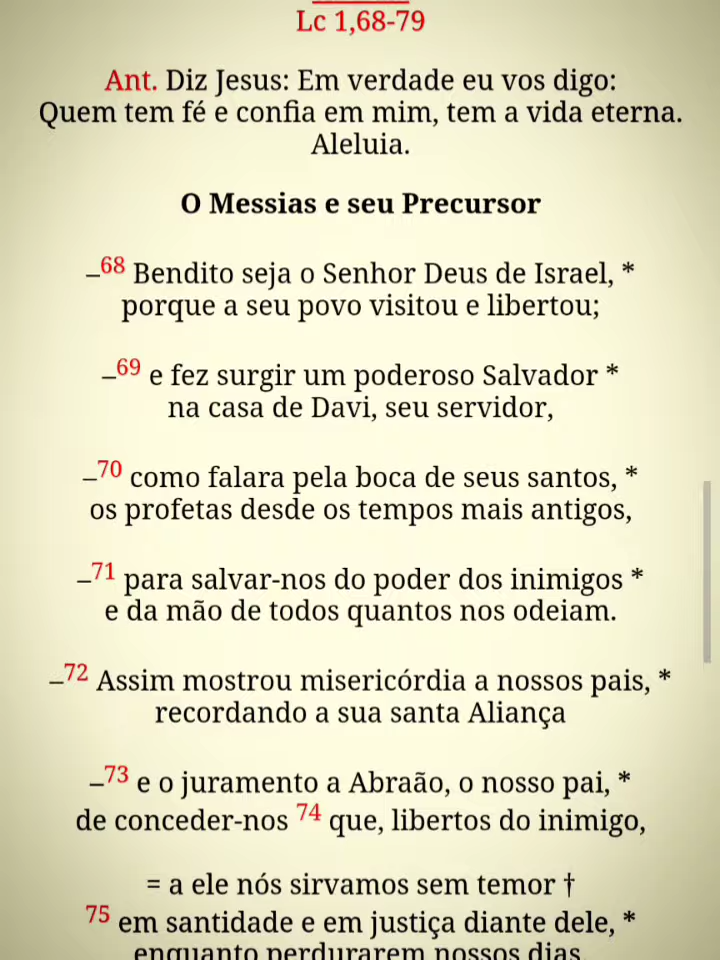 Lc 1,68-79
Ant. Diz Jesus: Em verdade eu vos digo:
Quem tem fé e confia em mim, tem a vida eterna.
Aleluia.
O Messias e seu Precursor
–68 Bendito seja o Senhor Deus de Israel, *
porque a seu povo visitou e libertou;
–69 e fez surgir um poderoso Salvador *
na casa de Davi, seu servidor,
–70 como falara pela boca de seus santos, *
os profetas desde os tempos mais antigos,
–71 para salvar-nos do poder dos inimigos *
e da mão de todos quantos nos odeiam.
–72 Assim mostrou misericórdia a nossos pais, *
recordando a sua santa Aliança
–73 e o juramento a Abraão, o nosso pai, *
de conceder-nos 74 que, libertos do inimigo,
= a ele nós sirvamos sem temor †
75 em santidade e em justiça diante dele, *
enquanto perdurarem nossos dias.